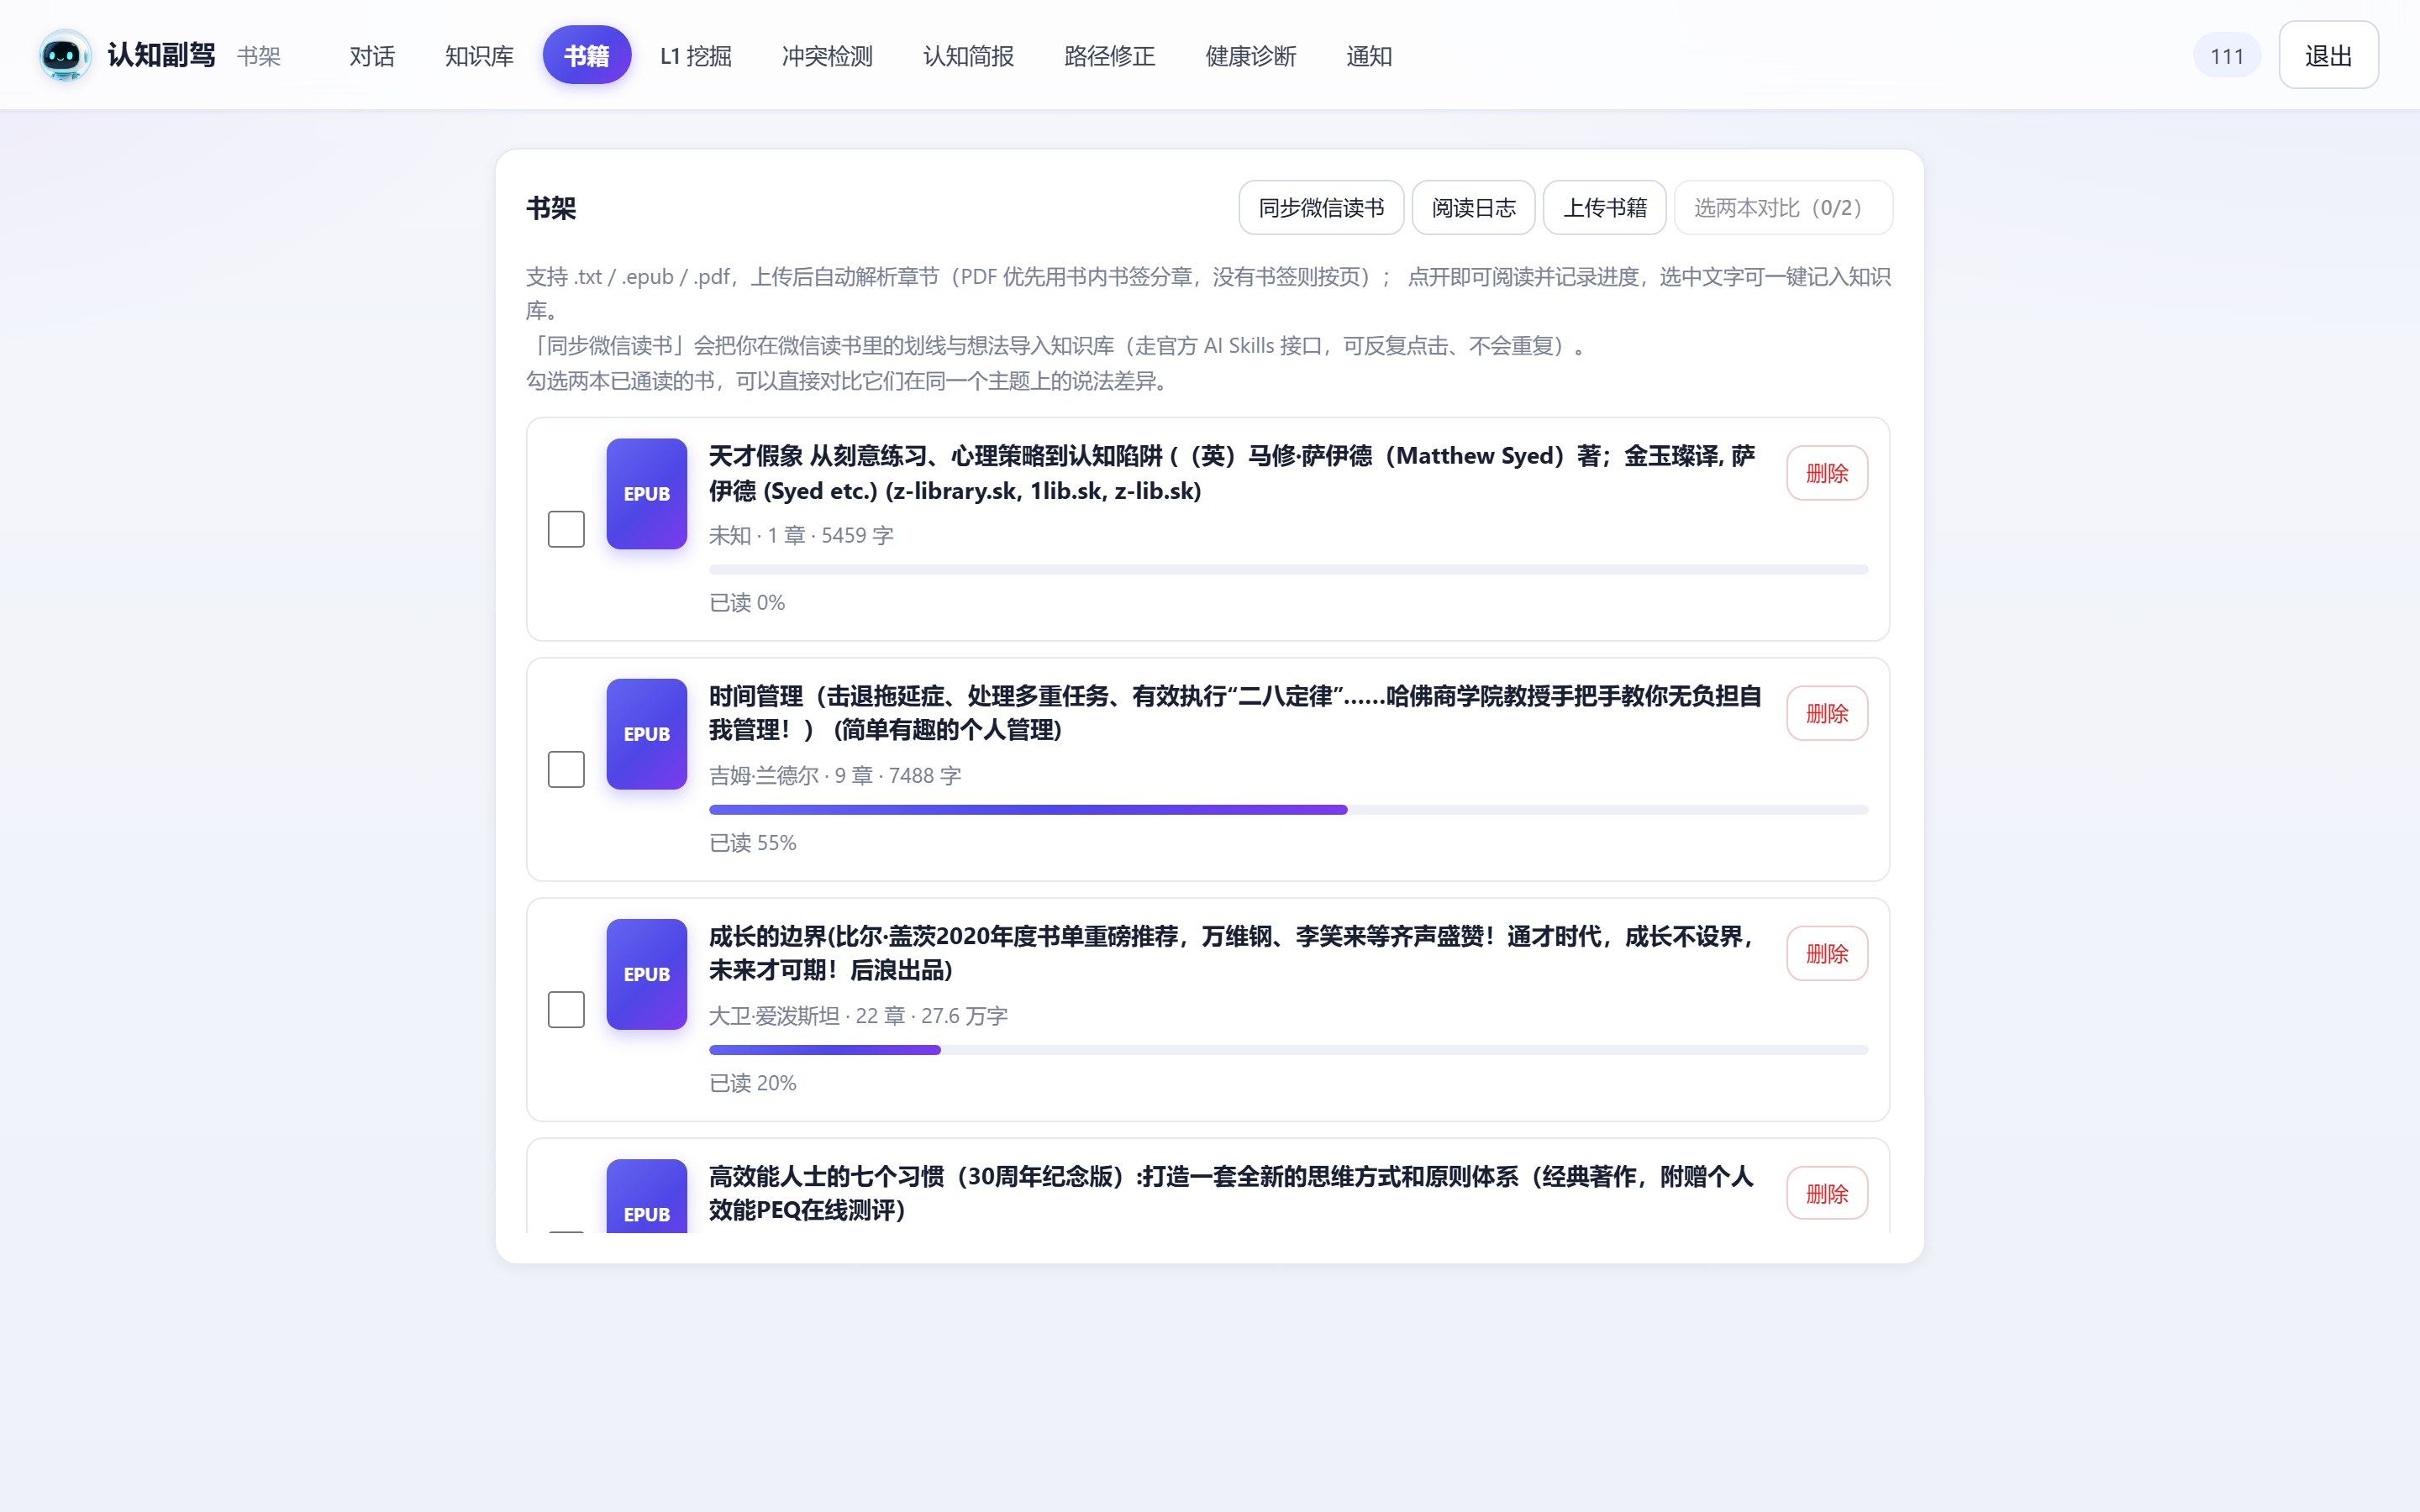 认知副驾 书架 对话 知识库 书籍 L1 挖掘 冲突检测 认知简报 路径修正 健康诊断 通知 111 退出
书架 同步微信读书 阅读日志 上传书籍 选两本对比（0/2）
支持 .txt / .epub / .pdf，上传后自动解析章节（PDF 优先用书内书签分章，没有书签则按页）； 点开即可阅读并记录进度，选中文字可一键记入知识
库。
「同步微信读书」会把你在微信读书里的划线与想法导入知识库（走官方 AI Skills 接口，可反复点击、不会重复）。
勾选两本已通读的书，可以直接对比它们在同一个主题上的说法差异。
EPUB
天才假象 从刻意练习、心理策略到认知陷阱 (（英）马修·萨伊德（Matthew Syed）著；金玉璨译, 萨
伊德 (Syed etc.) (z-library.sk, 1lib.sk, z-lib.sk)
删除
未知 · 1 章 · 5459 字
已读 0%
EPUB
时间管理（击退拖延症、处理多重任务、有效执行“二八定律”……哈佛商学院教授手把手教你无负担自
我管理！） (简单有趣的个人管理)
删除
吉姆·兰德尔 · 9 章 · 7488 字
已读 55%
EPUB
成长的边界(比尔·盖茨2020年度书单重磅推荐，万维钢、李笑来等齐声盛赞！通才时代，成长不设界，
未来才可期！后浪出品)
删除
大卫·爱泼斯坦 · 22 章 · 27.6 万字
已读 20%
EPUB
高效能人士的七个习惯（30周年纪念版）:打造一套全新的思维方式和原则体系（经典著作，附赠个人
效能PEQ在线测评）
删除